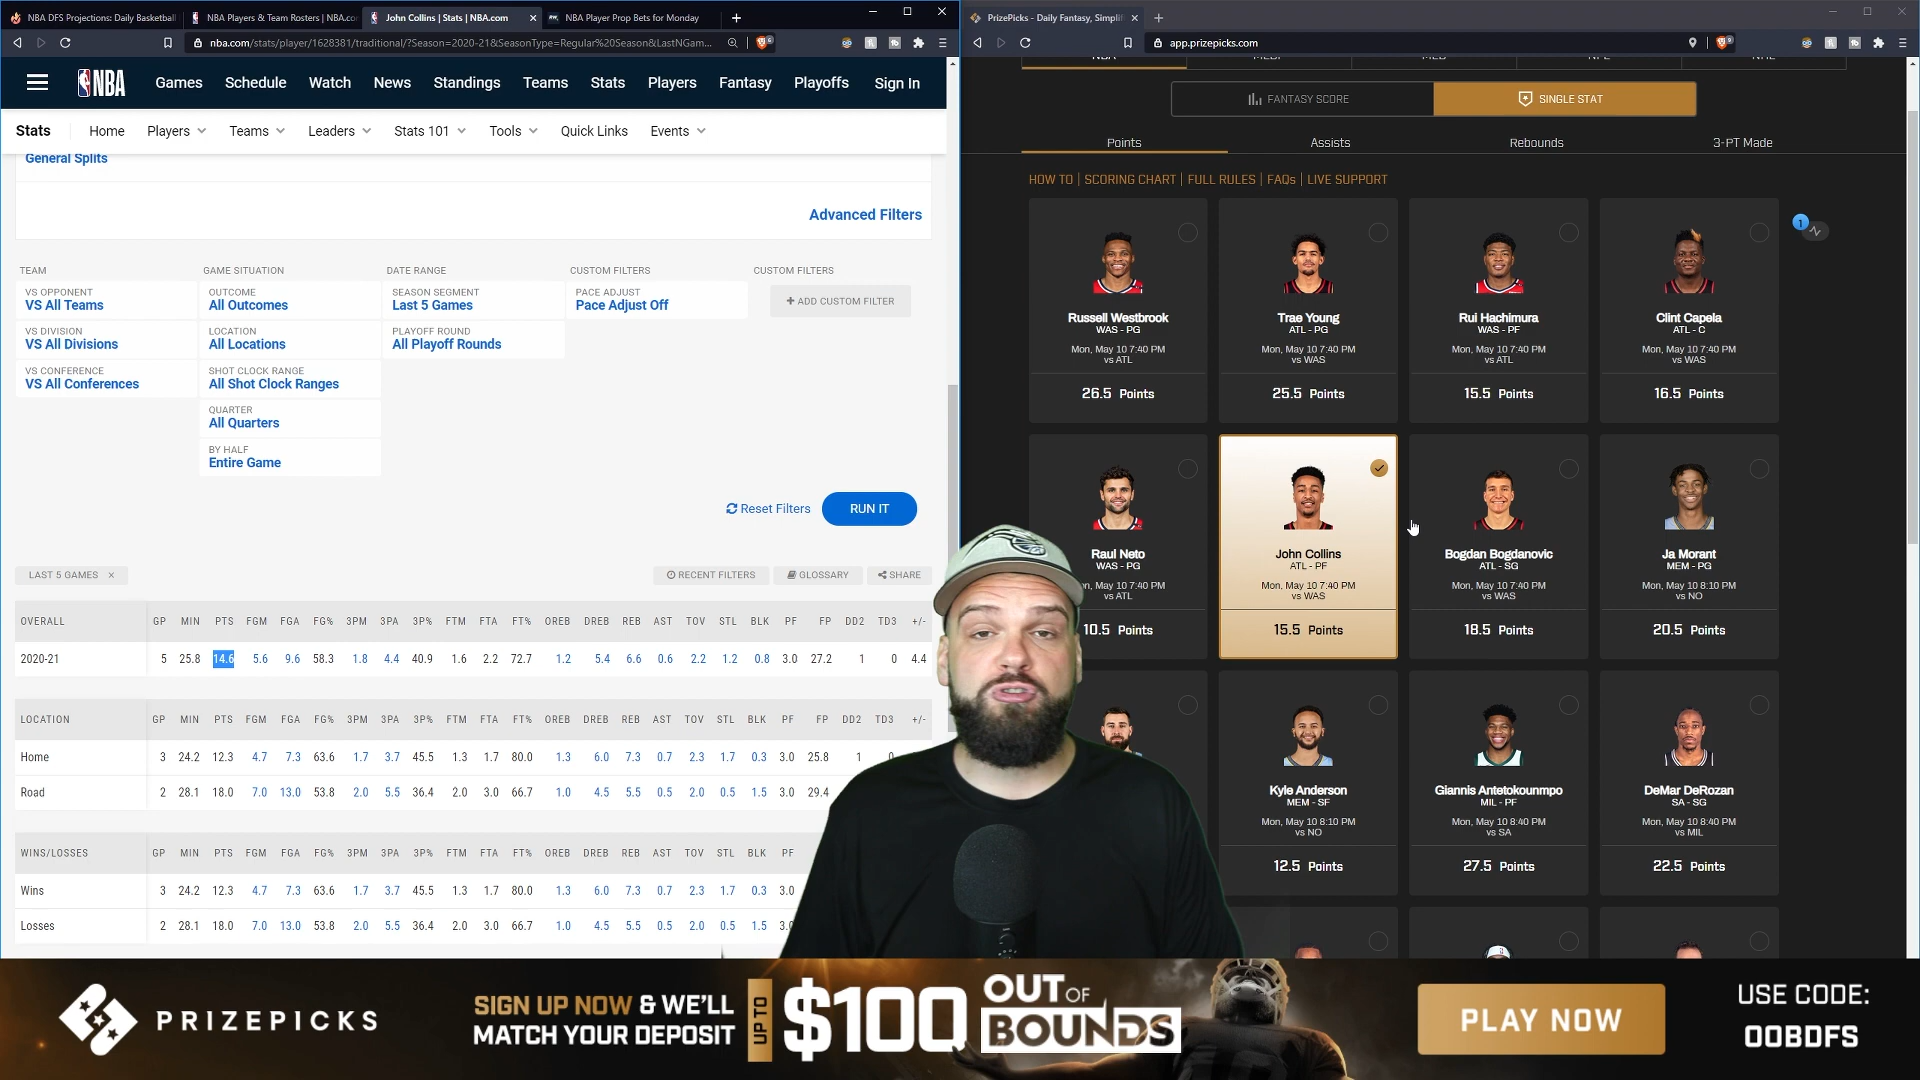 NBA DFS Projections: Daily Basketball
NBA Players & Team Rosters | NBA.co
John Collins | Stats | NBA.com
NBA Player Prop Bets for Monday
nba.com/stats/player/1628381/traditional/?Season=2020-21&SeasonType=Regular%20Season&LastNGam...
NBA Games Schedule Watch News Standings Teams Stats Players Fantasy Playoffs Sign In
Stats Home Players Teams Leaders Stats 101 Tools Quick Links Events
General Splits
Advanced Filters
TEAM GAME SITUATION DATE RANGE CUSTOM FILTERS CUSTOM FILTERS
VS OPPONENT OUTCOME SEASON SEGMENT PACE ADJUST
VS All Teams All Outcomes Last 5 Games Pace Adjust Off + ADD CUSTOM FILTER
VS DIVISION LOCATION PLAYOFF ROUND
VS All Divisions All Locations All Playoff Rounds
VS CONFERENCE SHOT CLOCK RANGE
VS All Conferences All Shot Clock Ranges
QUARTER
All Quarters
BY HALF
Entire Game
Reset Filters RUN IT
LAST 5 GAMES × RECENT FILTERS GLOSSARY SHARE
OVERALL GP MIN PTS FGM FGA FG% 3PM 3PA 3P% FTM FTA FT% OREB DREB REB AST TOV STL BLK PF FP DD2 TD3 +/-
2020-21 5 25.8 14.6 5.6 9.6 58.3 1.8 4.4 40.9 1.6 2.2 72.7 1.2 5.4 6.6 0.6 2.2 1.2 0.8 3.0 27.2 1 0 4.4
LOCATION GP MIN PTS FGM FGA FG% 3PM 3PA 3P% FTM FTA FT% OREB DREB REB AST TOV STL BLK PF FP DD2 TD3 +/-
Home 3 24.2 12.3 4.7 7.3 63.6 1.7 3.7 45.5 1.3 1.7 80.0 1.3 6.0 7.3 0.7 2.3 1.7 0.3 3.0 25.8 1 0
Road 2 28.1 18.0 7.0 13.0 53.8 2.0 5.5 36.4 2.0 3.0 66.7 1.0 4.5 5.5 0.5 2.0 0.5 1.5 3.0 29.4
WINS/LOSSES GP MIN PTS FGM FGA FG% 3PM 3PA 3P% FTM FTA FT% OREB DREB REB AST TOV STL BLK PF
Wins 3 24.2 12.3 4.7 7.3 63.6 1.7 3.7 45.5 1.3 1.7 80.0 1.3 6.0 7.3 0.7 2.3 1.7 0.3 3.0
Losses 2 28.1 18.0 7.0 13.0 53.8 2.0 5.5 36.4 2.0 3.0 66.7 1.0 4.5 5.5 0.5 2.0 0.5 1.5 3.0
PrizePicks - Daily Fantasy, Simplif
app.prizepicks.com
FANTASY SCORE SINGLE STAT
Points Assists Rebounds 3-PT Made
HOW TO | SCORING CHART | FULL RULES | FAQs | LIVE SUPPORT
1
Russell Westbrook Trae Young Rui Hachimura Clint Capela
WAS - PG ATL - PG WAS - PF ATL - C
Mon, May 10 7:40 PM Mon, May 10 7:40 PM Mon, May 10 7:40 PM Mon, May 10 7:40 PM
vs ATL vs WAS vs ATL vs WAS
26.5 Points 25.5 Points 15.5 Points 16.5 Points
Raul Neto John Collins Bogdan Bogdanovic Ja Morant
WAS - PG ATL - PF ATL - SG MEM - PG
10 7:40 PM Mon, May 10 7:40 PM Mon, May 10 7:40 PM Mon, May 10 8:10 PM
vs ATL vs WAS vs WAS vs NO
10.5 Points 15.5 Points 18.5 Points 20.5 Points
Kyle Anderson Giannis Antetokounmpo DeMar DeRozan
MEM - SF MIL - PF SA - SG
Mon, May 10 8:10 PM Mon, May 10 8:40 PM Mon, May 10 8:40 PM
vs NO vs SA vs MIL
12.5 Points 27.5 Points 22.5 Points
PRIZEPICKS
SIGN UP NOW & WE'LL
MATCH YOUR DEPOSIT
UP TO
$100
OUT OF
BOUNDS
PLAY NOW
USE CODE:
OOBDFS